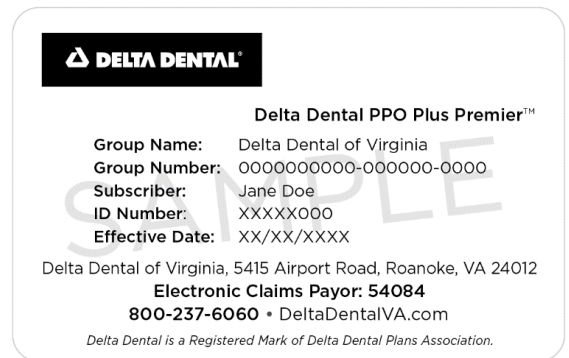 DELTA DENTAL®
Delta Dental PPO Plus Premier™
Group Name: Delta Dental of Virginia
Group Number: 0000000000-000000-0000
Subscriber: Jane Doe
ID Number: XXXXX000
Effective Date: XX/XX/XXXX
SAMPLE
Delta Dental of Virginia, 5415 Airport Road, Roanoke, VA 24012
Electronic Claims Payor: 54084
800-237-6060 • DeltaDentalVA.com
Delta Dental is a Registered Mark of Delta Dental Plans Association.